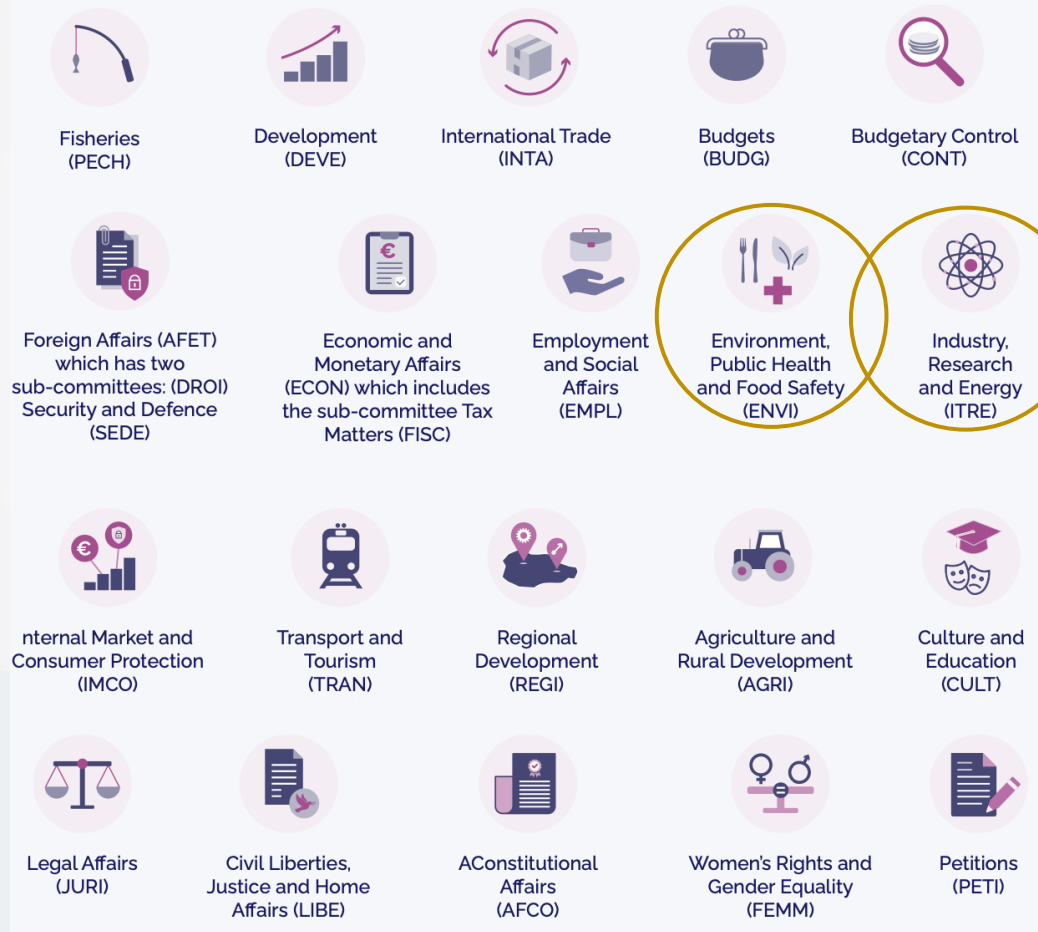 Fisheries
(PECH)
Development
(DEVE)
International Trade
(INTA)
Budgets
(BUDG)
Budgetary Control
(CONT)
Foreign Affairs (AFET)
which has two
sub-committees: (DROI)
Security and Defence
(SEDE)
€
Economic and
Monetary Affairs
(ECON) which includes
the sub-committee Tax
Matters (FISC)
Employment
and Social
Affairs
(EMPL)
Environment,
Public Health
and Food Safety
(ENVI)
Industry,
Research
and Energy
(ITRE)
€
nternal Market and
Consumer Protection
(IMCO)
Transport and
Tourism
(TRAN)
Regional
Development
(REGI)
Agriculture and
Rural Development
(AGRI)
Culture and
Education
(CULT)
Legal Affairs
(JURI)
Civil Liberties,
Justice and Home
Affairs (LIBE)
AConstitutional
Affairs
(AFCO)
Women's Rights and
Gender Equality
(FEMM)
Petitions
(PETI)